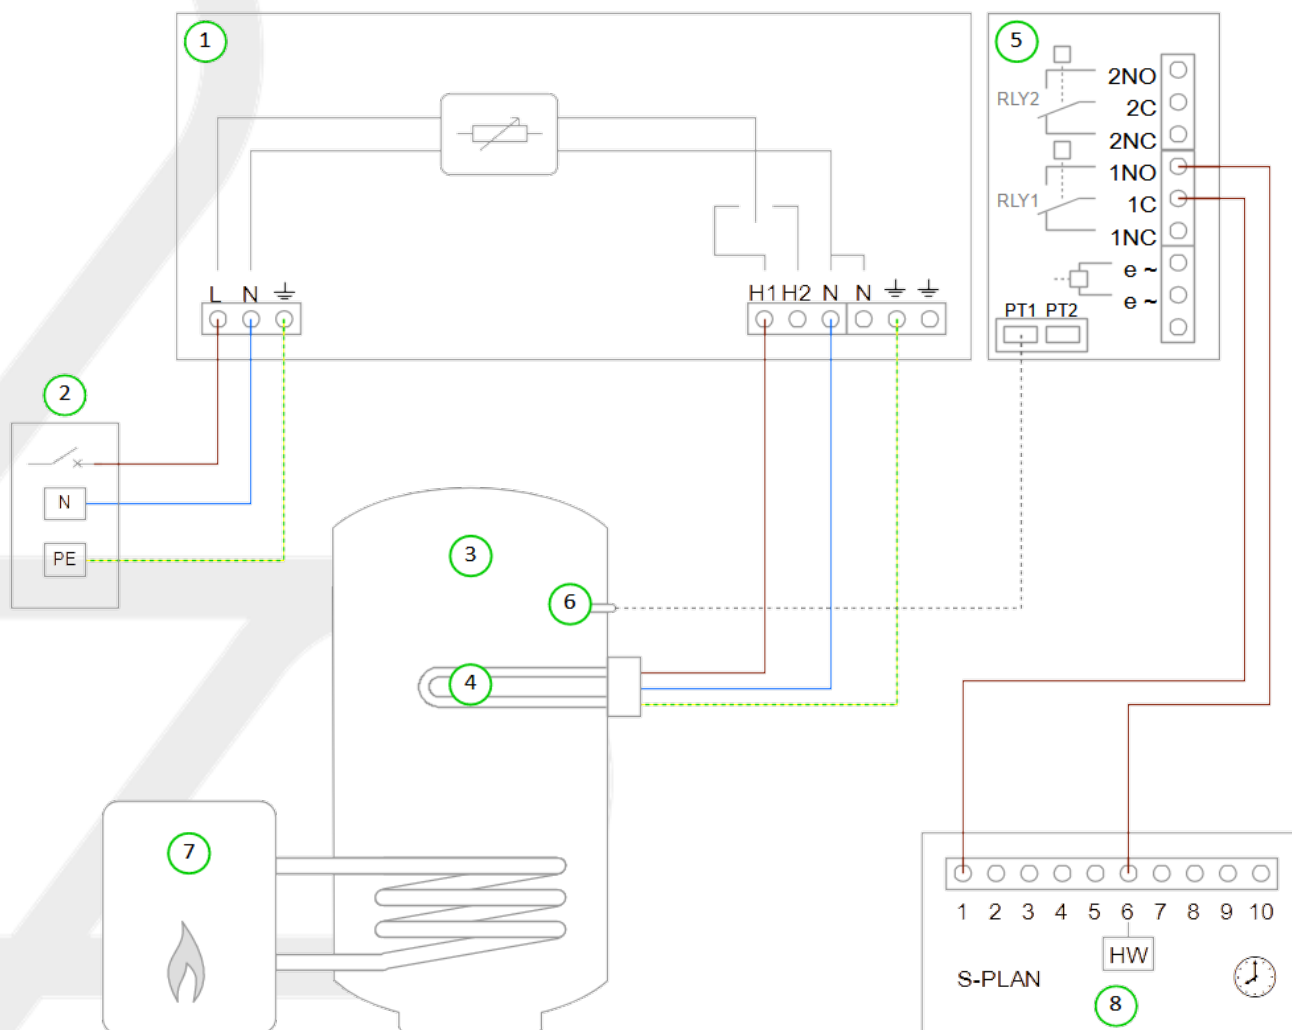 1
5
2NO
RLY2
2C
2NC
1NO
RLY1
1C
1NC
e ~
e ~
PT1 PT2
L N
H1 H2 N N
2
N
PE
3
6
4
7
1 2 3 4 5 6 7 8 9 10
HW
S-PLAN
8